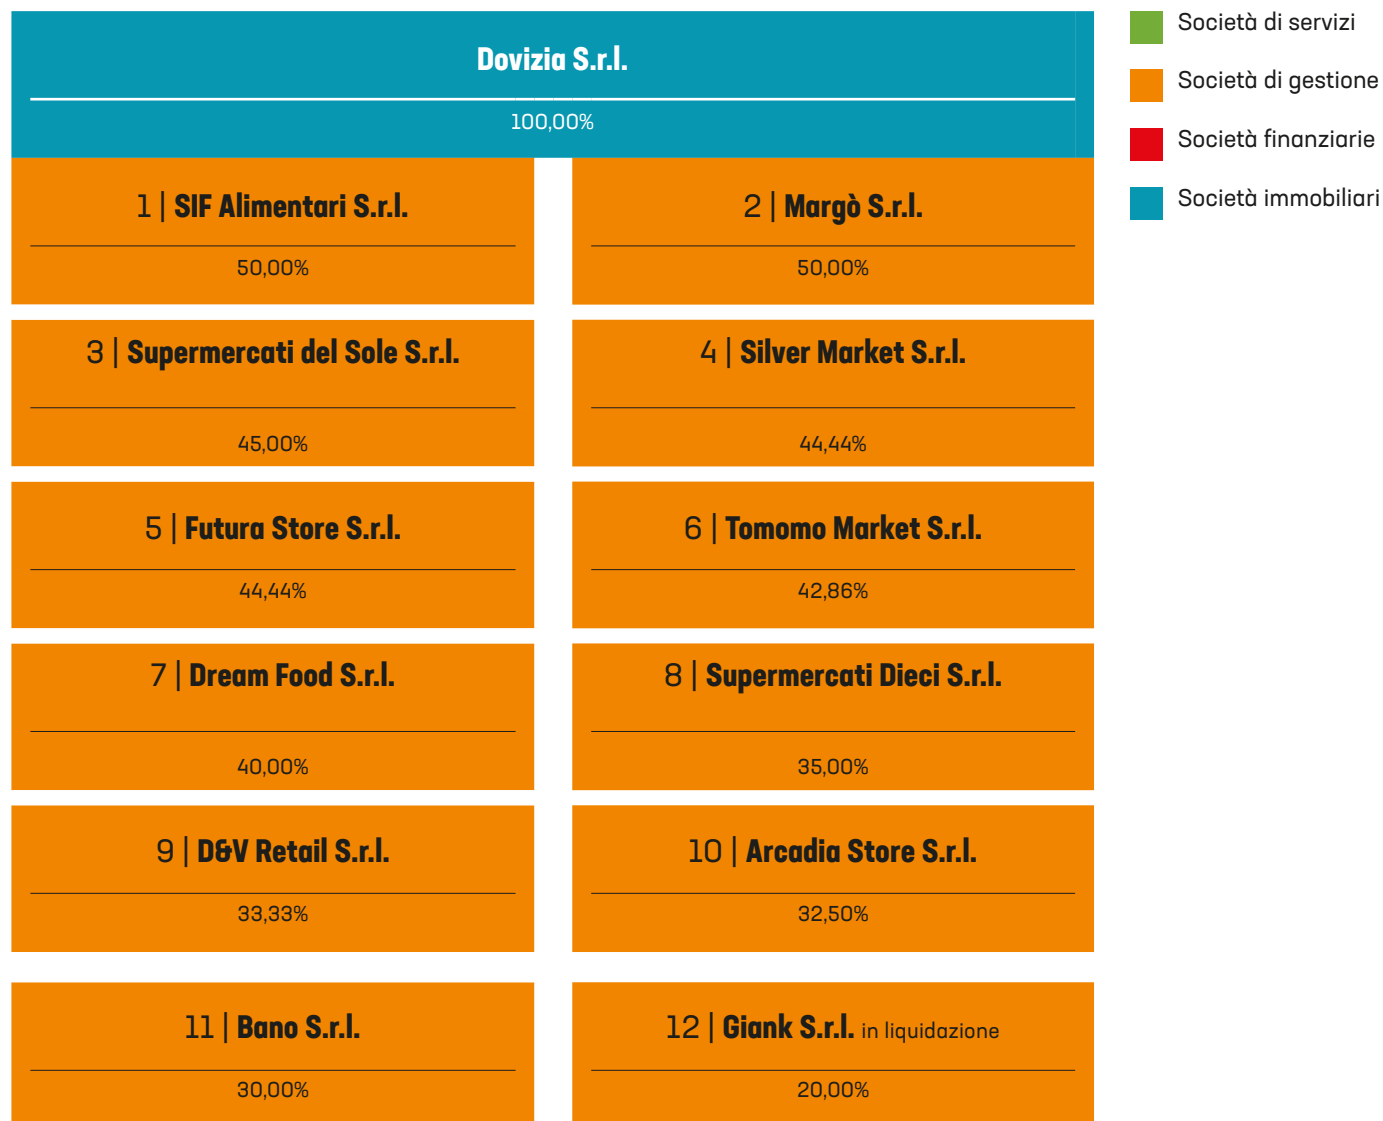 Dovizia S.r.l.
100,00%
1 | SIF Alimentari S.r.l.
50,00%
2 | Margò S.r.l.
50,00%
3 | Supermercati del Sole S.r.l.
45,00%
4 | Silver Market S.r.l.
44,44%
5 | Futura Store S.r.l.
44,44%
6 | Tomomo Market S.r.l.
42,86%
7 | Dream Food S.r.l.
40,00%
8 | Supermercati Dieci S.r.l.
35,00%
9 | D&V Retail S.r.l.
33,33%
10 | Arcadia Store S.r.l.
32,50%
11 | Bano S.r.l.
30,00%
12 | Giank S.r.l. in liquidazione
20,00%
Società di servizi
Società di gestione
Società finanziarie
Società immobiliari